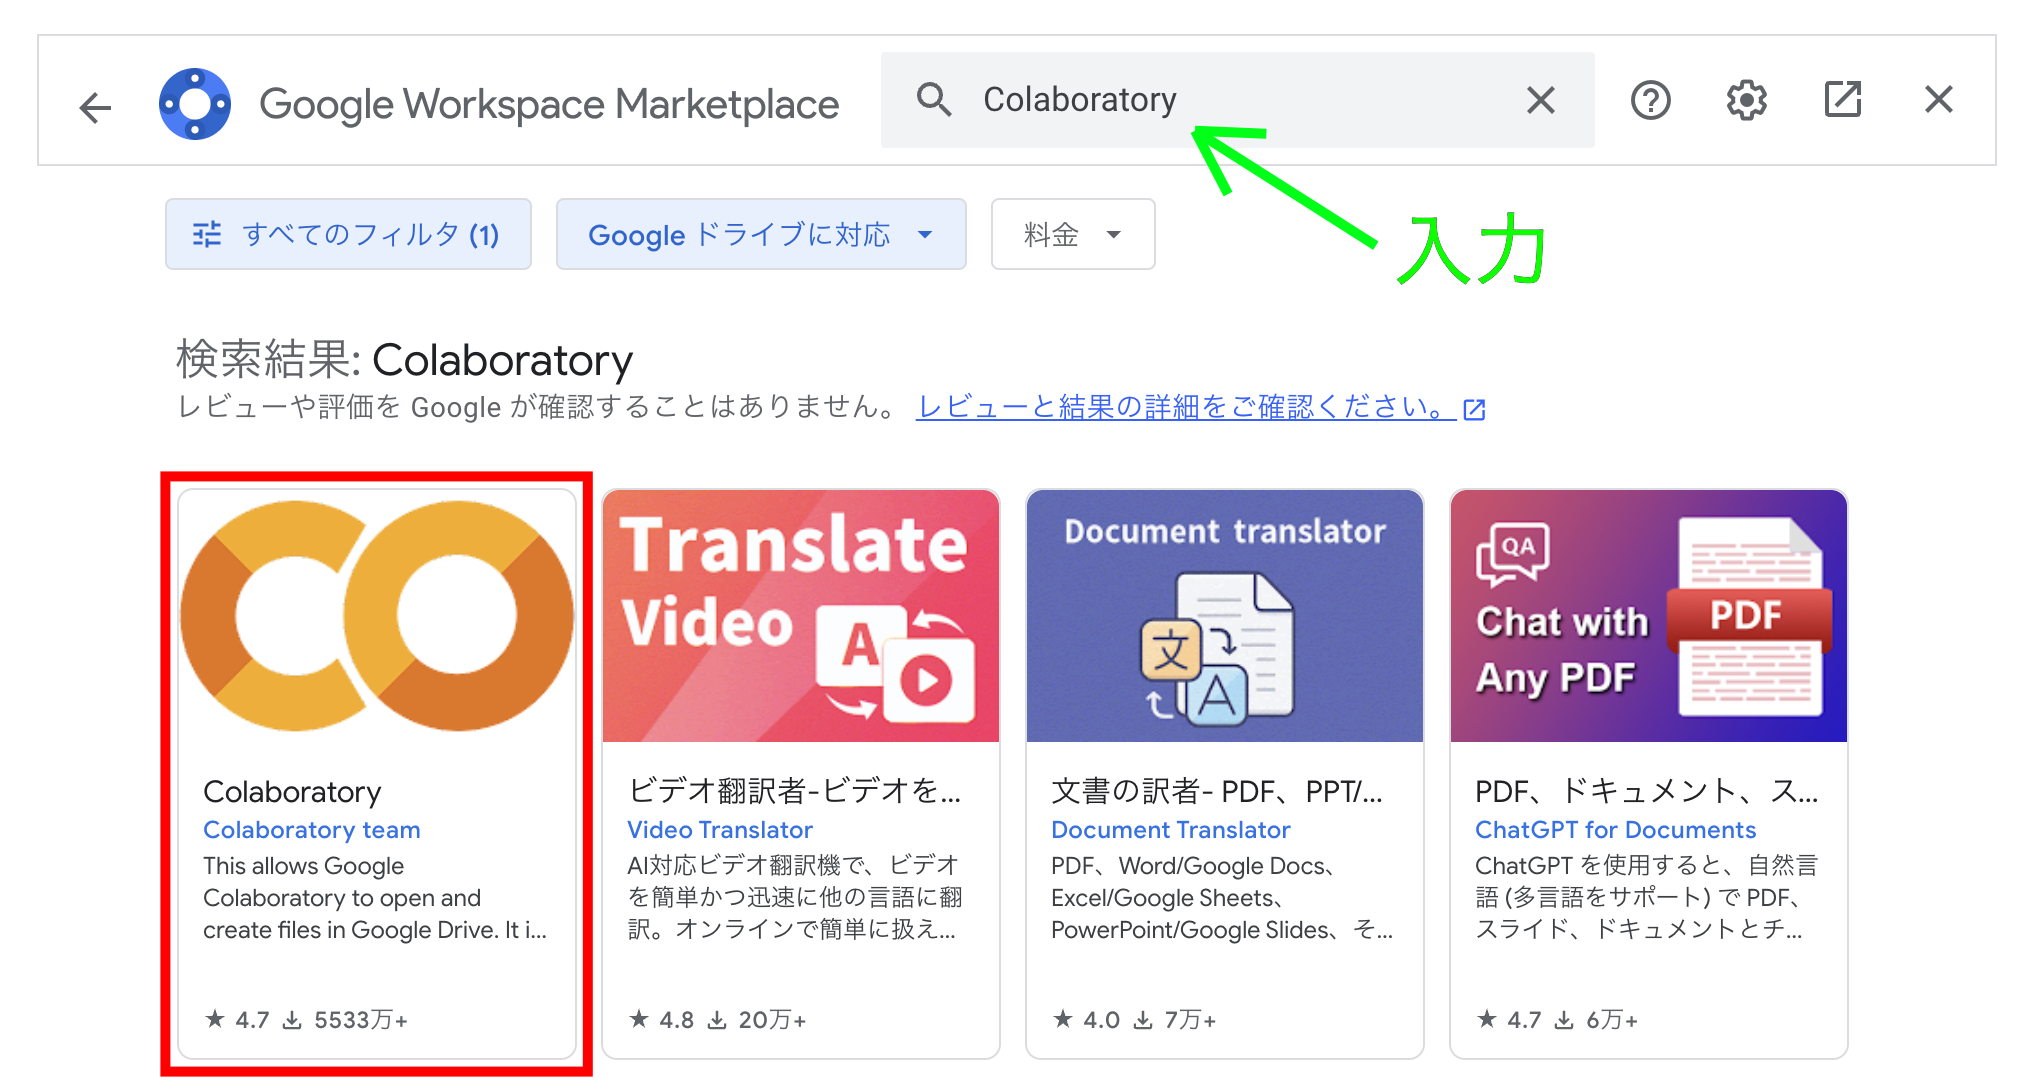 Google Workspace Marketplace
Colaboratory
入力
すべてのフィルタ (1)
Google ドライブに対応
料金
検索結果: Colaboratory
レビューや評価を Google が確認することはありません。 レビューと結果の詳細をご確認ください。
Colaboratory
Colaboratory team
This allows Google
Colaboratory to open and
create files in Google Drive. It i...
★ 4.7 5533万+
Translate
Video
A
ビデオ翻訳者-ビデオを...
Video Translator
AI対応ビデオ翻訳機で、ビデオ
を簡単かつ迅速に他の言語に翻
訳。オンラインで簡単に扱え...
★ 4.8 20万+
Document translator
文
A
文書の訳者- PDF、PPT/...
Document Translator
PDF、Word/Google Docs、
Excel/Google Sheets、
PowerPoint/Google Slides、そ...
★ 4.0 7万+
QA
Chat with
Any PDF
PDF
PDF、ドキュメント、ス...
ChatGPT for Documents
ChatGPT を使用すると、自然言
語 (多言語をサポート) で PDF、
スライド、ドキュメントとチ...
★ 4.7 6万+